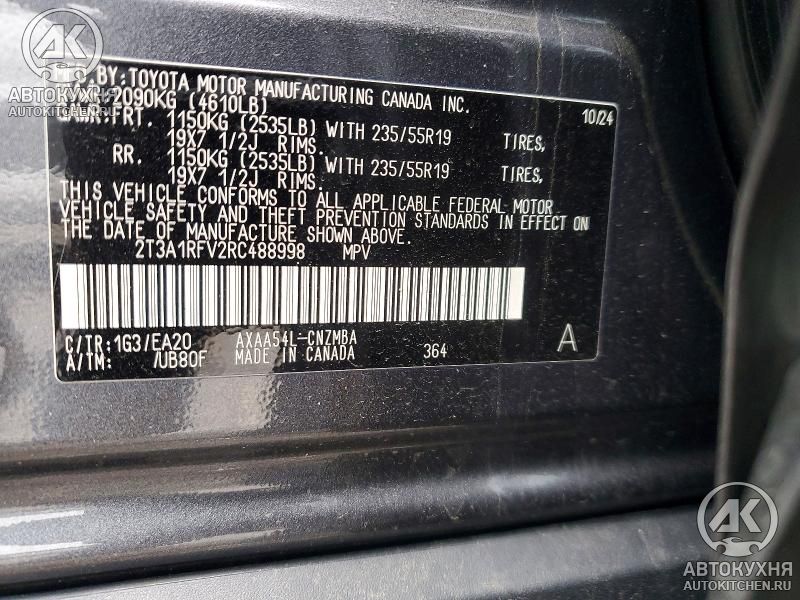 АК
АВТОКУХНЯ
AUTOKITCHEN.RU
BY: TOYOTA MOTOR MANUFACTURING CANADA INC.
2090KG (4610LB) 10/24
FRT. 1150KG (2535LB) WITH 235/55R19 TIRES,
19X7 1/2J RIMS.
RR. 1150KG (2535LB) WITH 235/55R19 TIRES,
19X7 1/2J RIMS.
THIS VEHICLE CONFORMS TO ALL APPLICABLE FEDERAL MOTOR
VEHICLE SAFETY AND THEFT PREVENTION STANDARDS IN EFFECT ON
THE DATE OF MANUFACTURE SHOWN ABOVE.
2T3A1RFV2RC488998 MPV
C/TR: 1G3/EA20 AXAA54L-CNZMBA A
A/TM: /UB80F MADE IN CANADA 364
АК
АВТОКУХНЯ
AUTOKITCHEN.RU